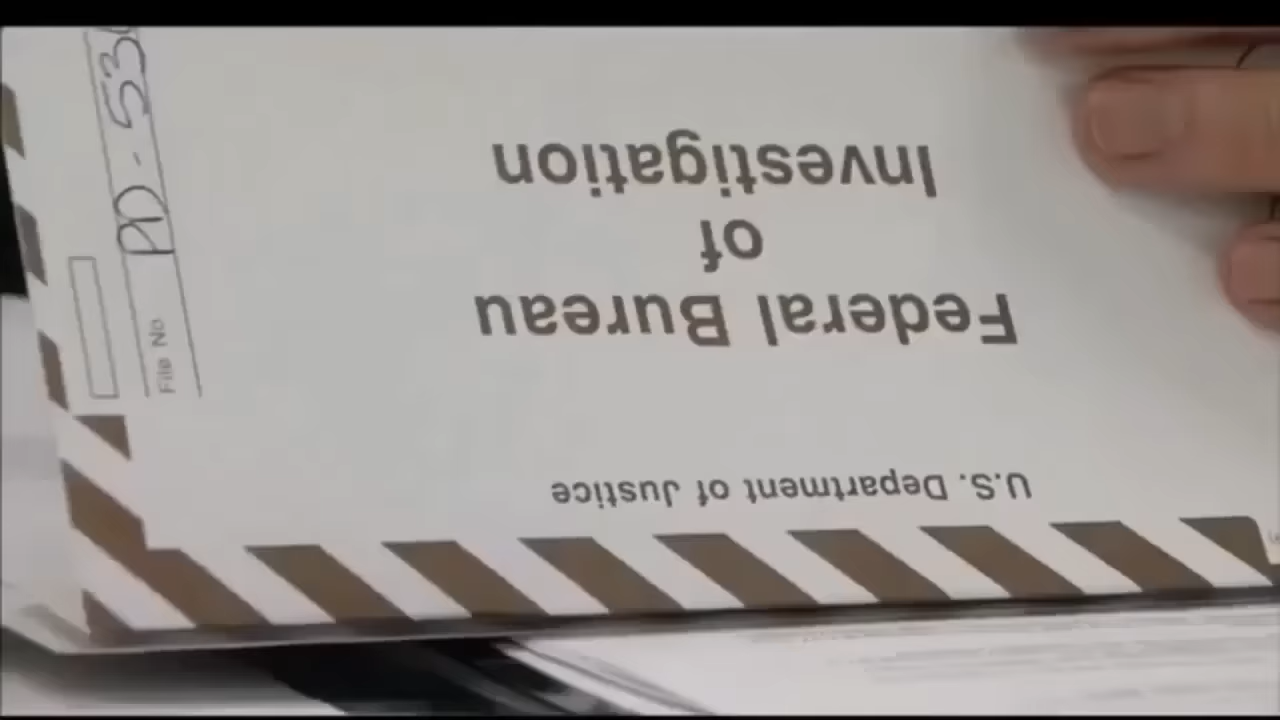 U.S. Department of Justice
Federal Bureau
of
Investigation
File No
PD - 53